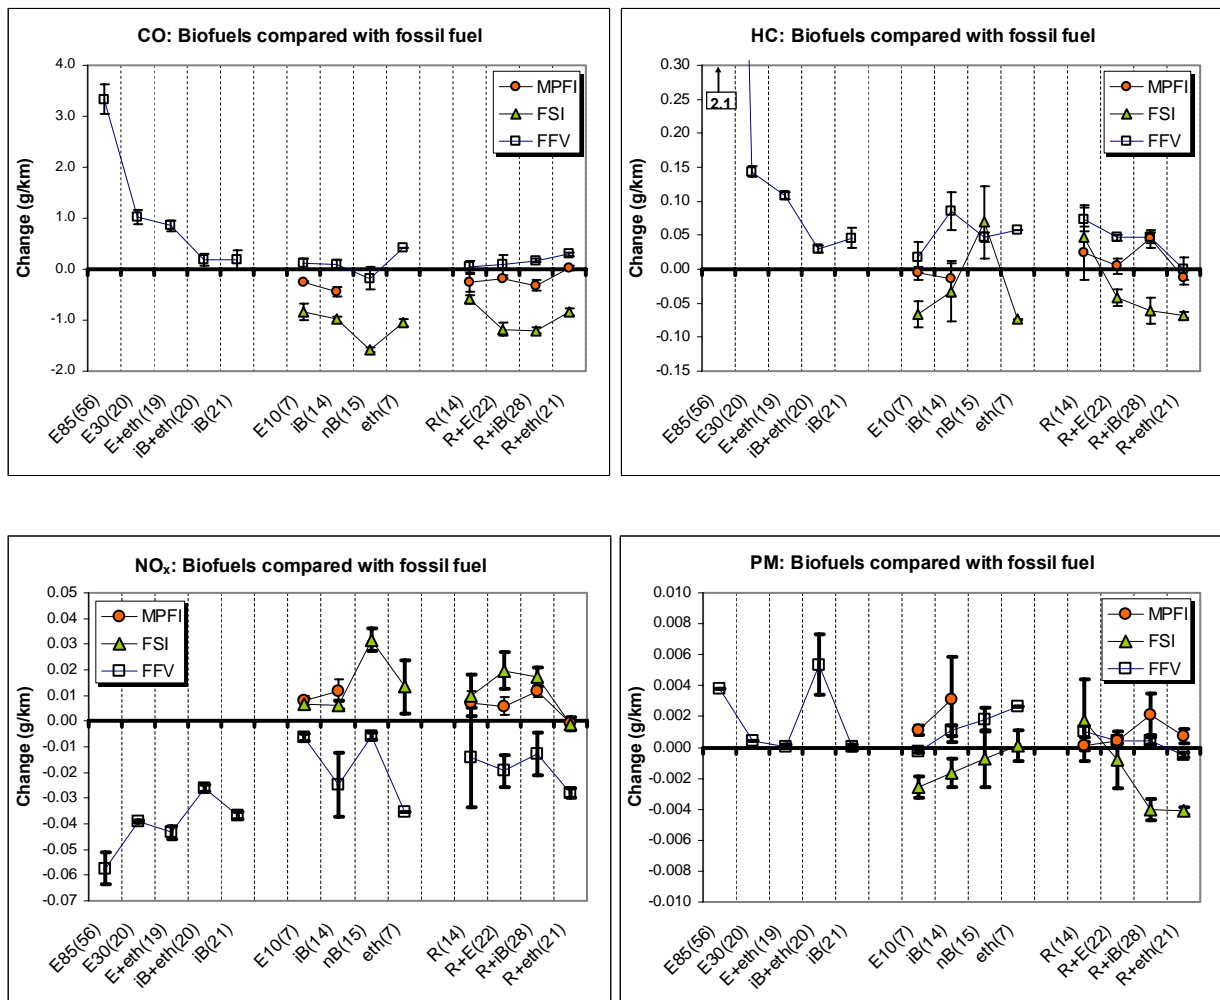 CO: Biofuels compared with fossil fuel
4.0
3.0
2.0
1.0
0.0
-1.0
-2.0
Change (g/km)
MPFI
FSI
FFV
E85(56)
E30(20)
E+eth(19)
iB+eth(20)
iB(21)
E10(7)
iB(14)
nB(15)
eth(7)
R(14)
R+E(22)
R+iB(28)
R+eth(21)
HC: Biofuels compared with fossil fuel
0.30
0.25
0.20
0.15
0.10
0.05
0.00
-0.05
-0.10
-0.15
Change (g/km)
2.1
MPFI
FSI
FFV
E85(56)
E30(20)
E+eth(19)
iB+eth(20)
iB(21)
E10(7)
iB(14)
nB(15)
eth(7)
R(14)
R+E(22)
R+iB(28)
R+eth(21)
NOx: Biofuels compared with fossil fuel
0.05
0.04
0.03
0.02
0.01
0.00
-0.01
-0.02
-0.03
-0.04
-0.05
-0.06
-0.07
Change (g/km)
MPFI
FSI
FFV
E85(56)
E30(20)
E+eth(19)
iB+eth(20)
iB(21)
E10(7)
iB(14)
nB(15)
eth(7)
R(14)
R+E(22)
R+iB(28)
R+eth(21)
PM: Biofuels compared with fossil fuel
0.010
0.008
0.006
0.004
0.002
0.000
-0.002
-0.004
-0.006
-0.008
-0.010
Change (g/km)
MPFI
FSI
FFV
E85(56)
E30(20)
E+eth(19)
iB+eth(20)
iB(21)
E10(7)
iB(14)
nB(15)
eth(7)
R(14)
R+E(22)
R+iB(28)
R+eth(21)